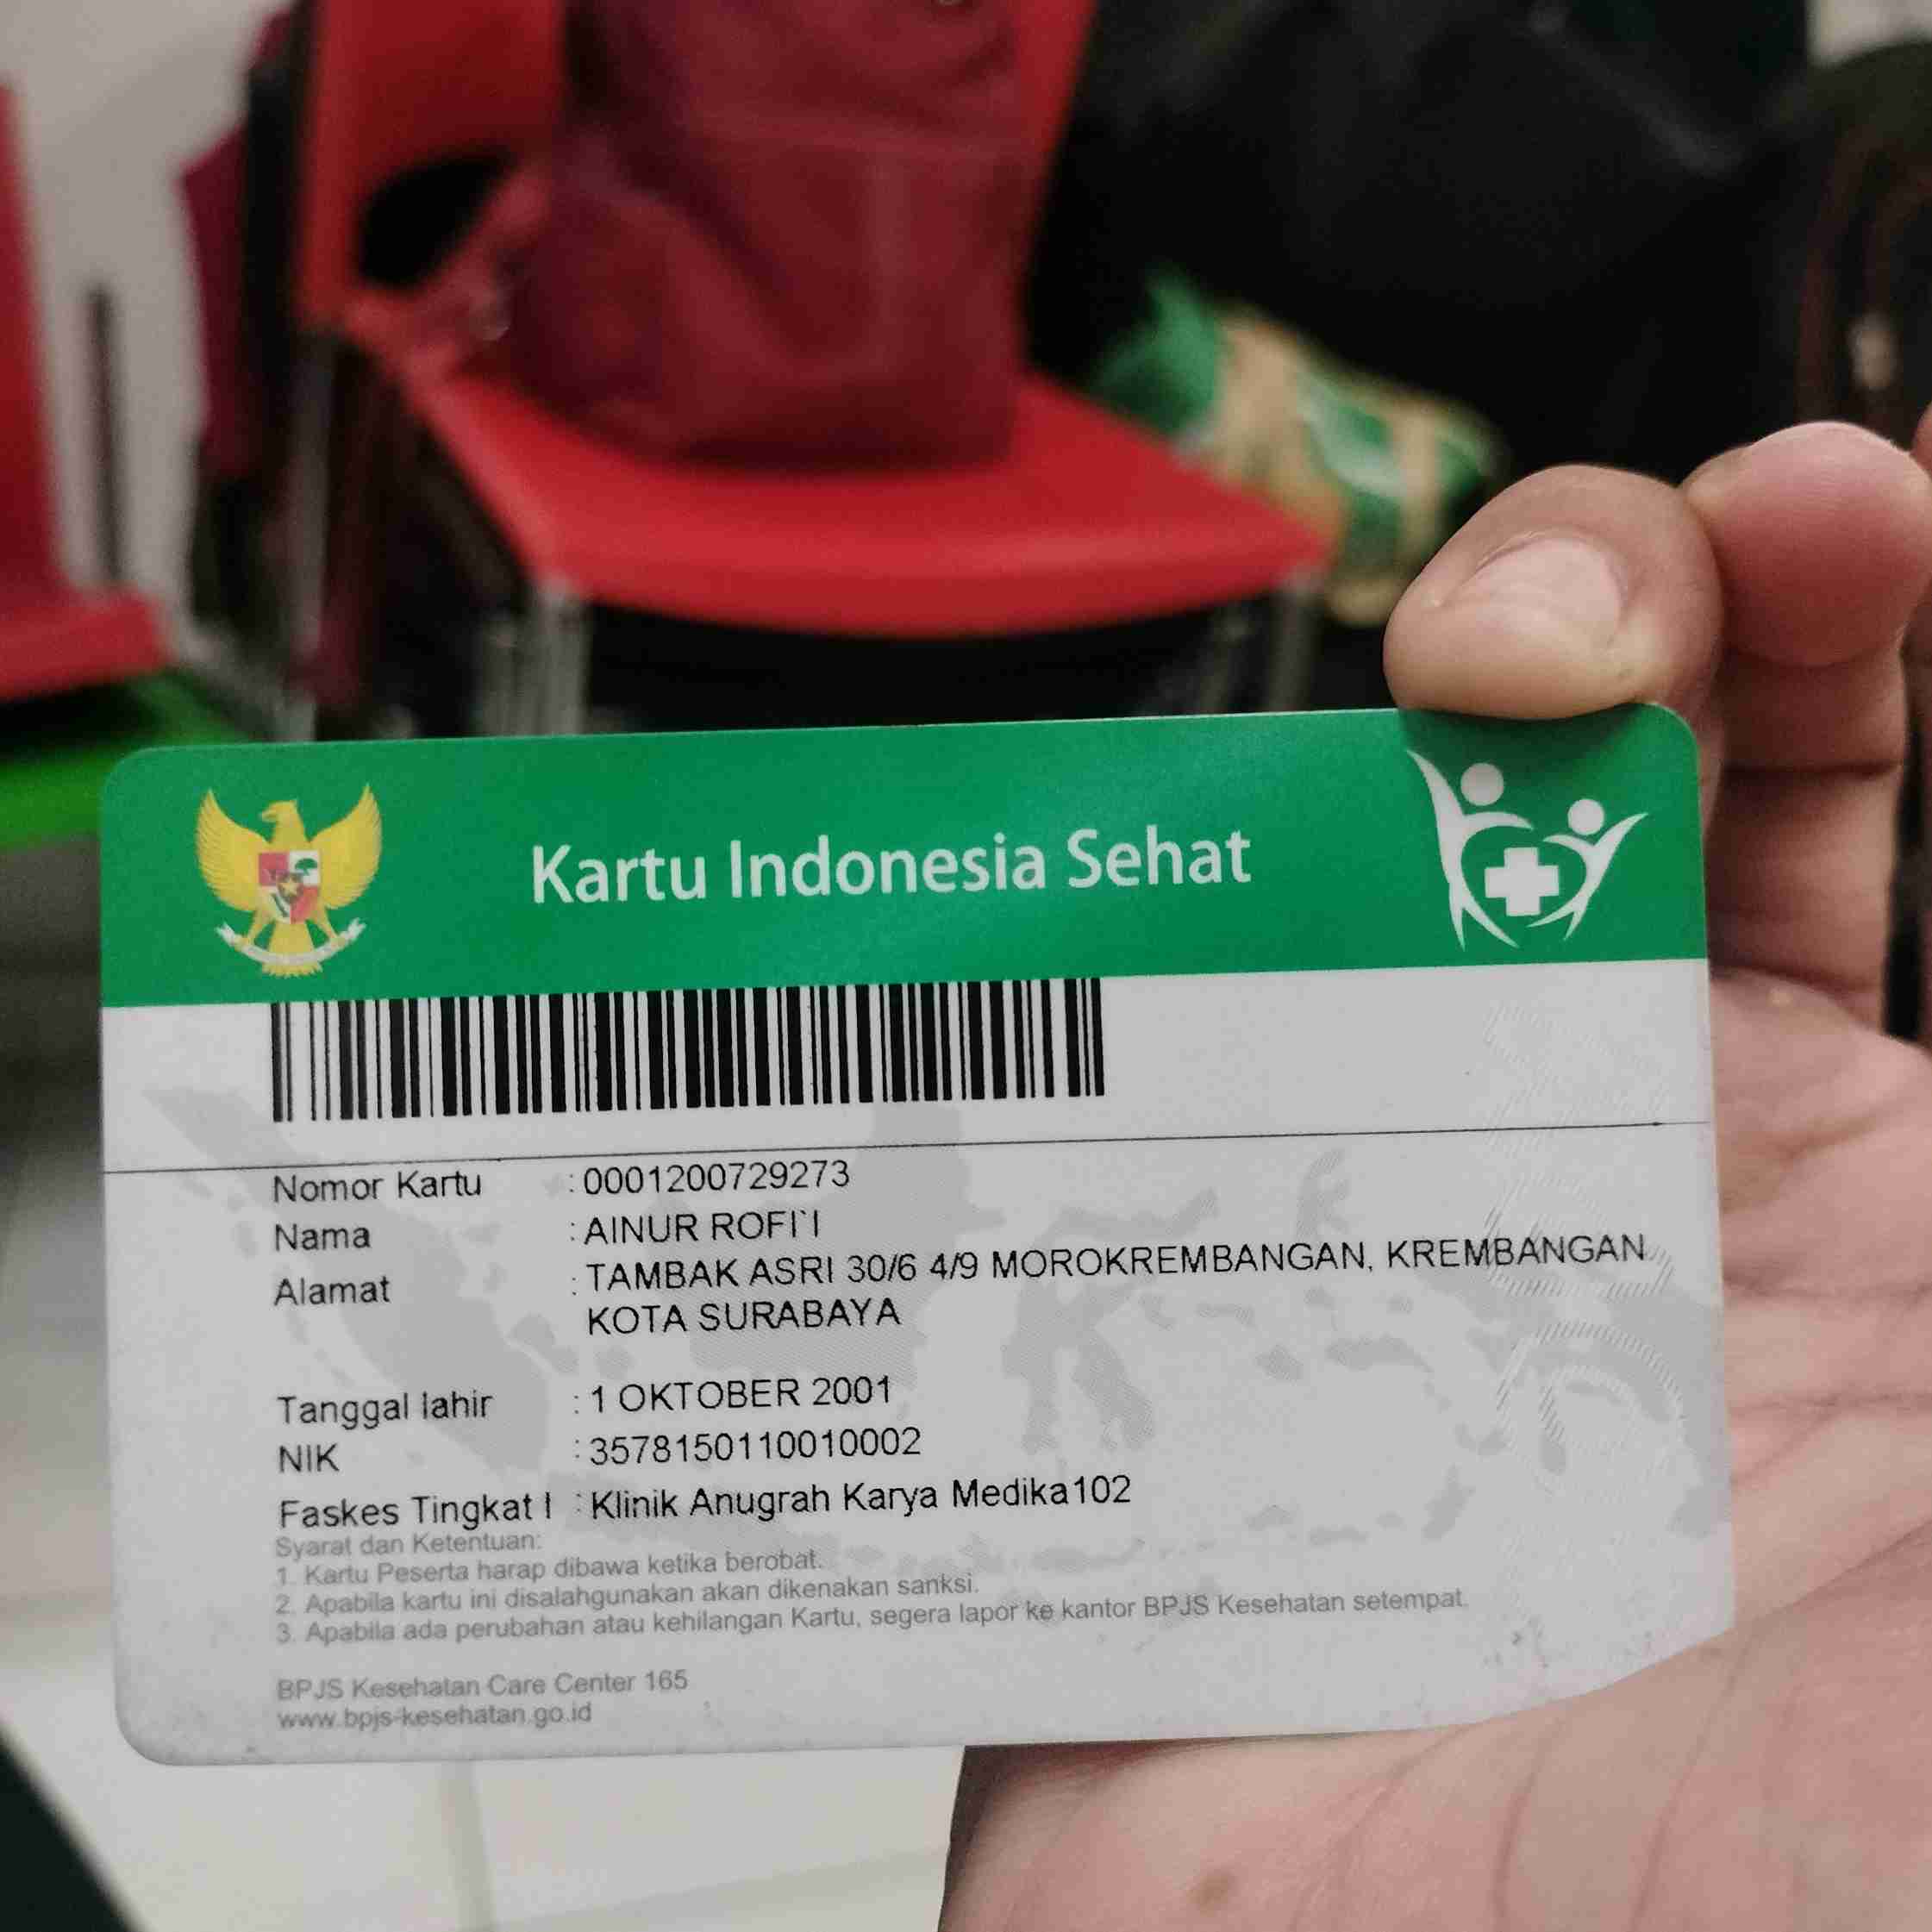 Kartu Indonesia Sehat
Nomor Kartu : 0001200729273
Nama : AINUR ROFI`I
Alamat : TAMBAK ASRI 30/6 4/9 MOROKREMBANGAN, KREMBANGAN
KOTA SURABAYA
Tanggal lahir : 1 OKTOBER 2001
NIK : 3578150110010002
Faskes Tingkat I : Klinik Anugrah Karya Medika102
Syarat dan Ketentuan:
1. Kartu Peserta harap dibawa ketika berobat.
2. Apabila kartu ini disalahgunakan akan dikenakan sanksi.
3. Apabila ada perubahan atau kehilangan Kartu, segera lapor ke kantor BPJS Kesehatan setempat.
BPJS Kesehatan Care Center 165
www.bpjs-kesehatan.go.id